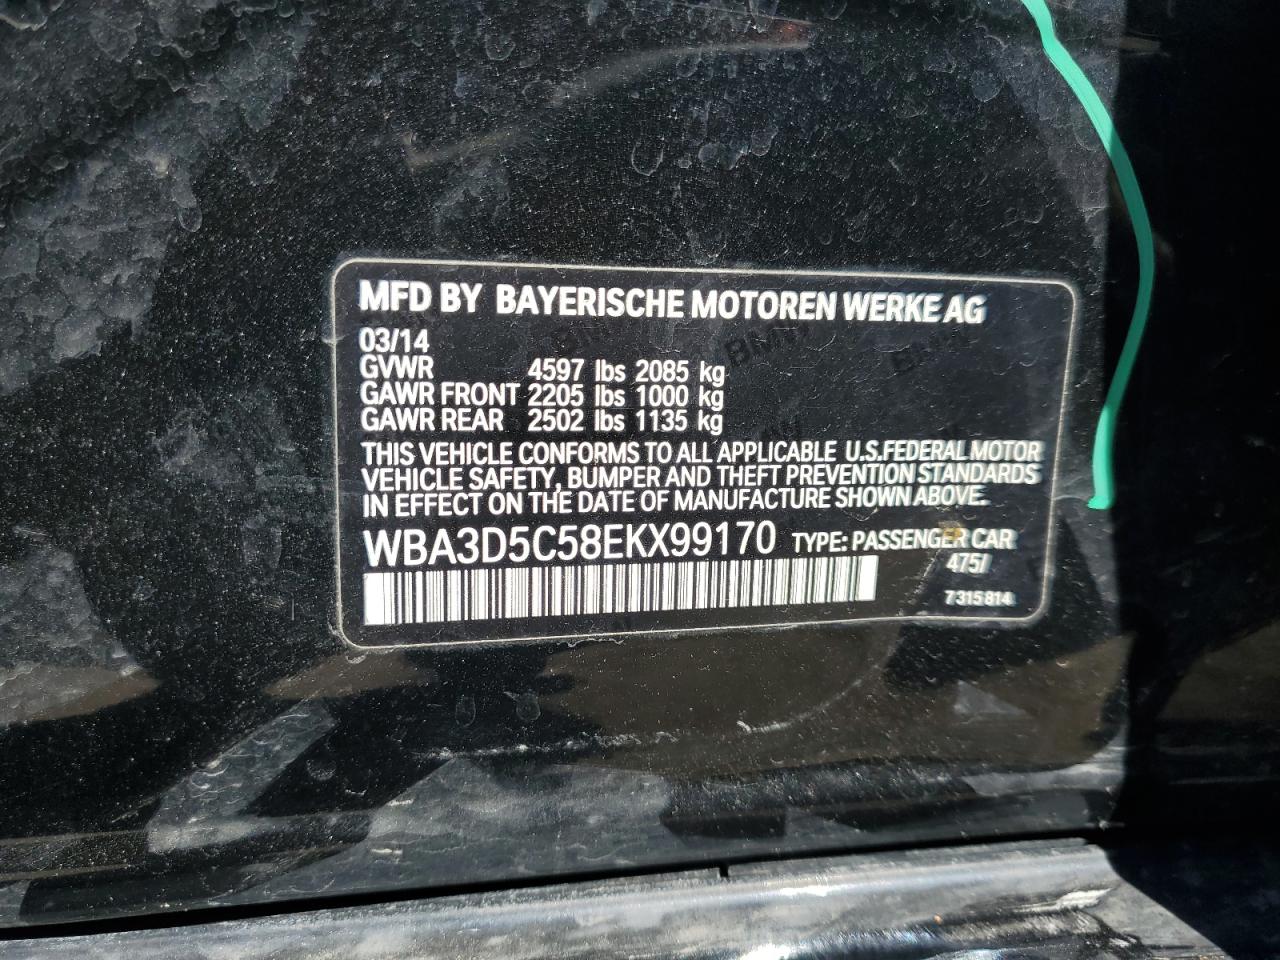 MFD BY BAYERISCHE MOTOREN WERKE AG
03/14
GVWR 4597 lbs 2085 kg
GAWR FRONT 2205 lbs 1000 kg
GAWR REAR 2502 lbs 1135 kg
THIS VEHICLE CONFORMS TO ALL APPLICABLE U.S.FEDERAL MOTOR
VEHICLE SAFETY, BUMPER AND THEFT PREVENTION STANDARDS
IN EFFECT ON THE DATE OF MANUFACTURE SHOWN ABOVE.
WBA3D5C58EKX99170 TYPE: PASSENGER CAR
475/
7 315 814